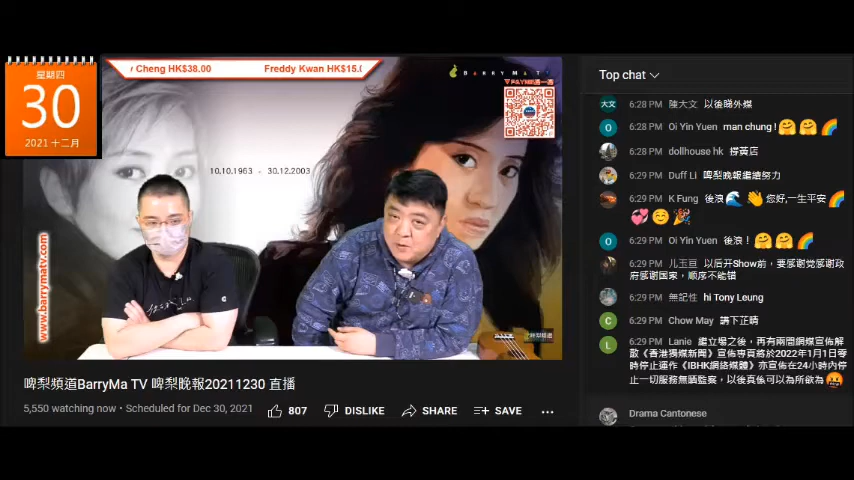 星期四
30
2021 十二月
Cheng HK$38.00
Freddy Kwan HK$15.0
BARRYMATV
10.10.1963 - 30.12.2003
www.barrymatv.com
啤梨頻道BarryMa TV 啤梨晚報20211230 直播
5,550 watching now • Scheduled for Dec 30, 2021
807
DISLIKE
SHARE
SAVE
Top chat
大文 6:28 PM 陳大文 以後睇外媒
O 6:28 PM Oi Yin Yuen man chung ! 🤗🤗🌈
6:28 PM dollhouse hk 撐黃店
6:29 PM Duff Li 啤梨晚報繼續努力
6:29 PM K Fung 後浪🌊👋您好,一生平安🌈
💞☺️🎉
O 6:29 PM Oi Yin Yuen 後浪！🤗🤗🌈
6:29 PM 儿玉亘 以后开Show前，要感谢党感谢政
府感谢国家，顺序不能错
6:29 PM 無記性 hi Tony Leung
C 6:29 PM Chow May 講下正晴
L 6:29 PM Lanie 繼立場之後，再有兩間網媒宣佈解
散《香港獨媒新聞》宣佈專頁將於2022年1月1日零
時停止運作《IBHK網絡媒體》亦宣佈在24小時內停
止一切服務無晒監察，以後真係可以為所欲為🤬
Drama Cantonese